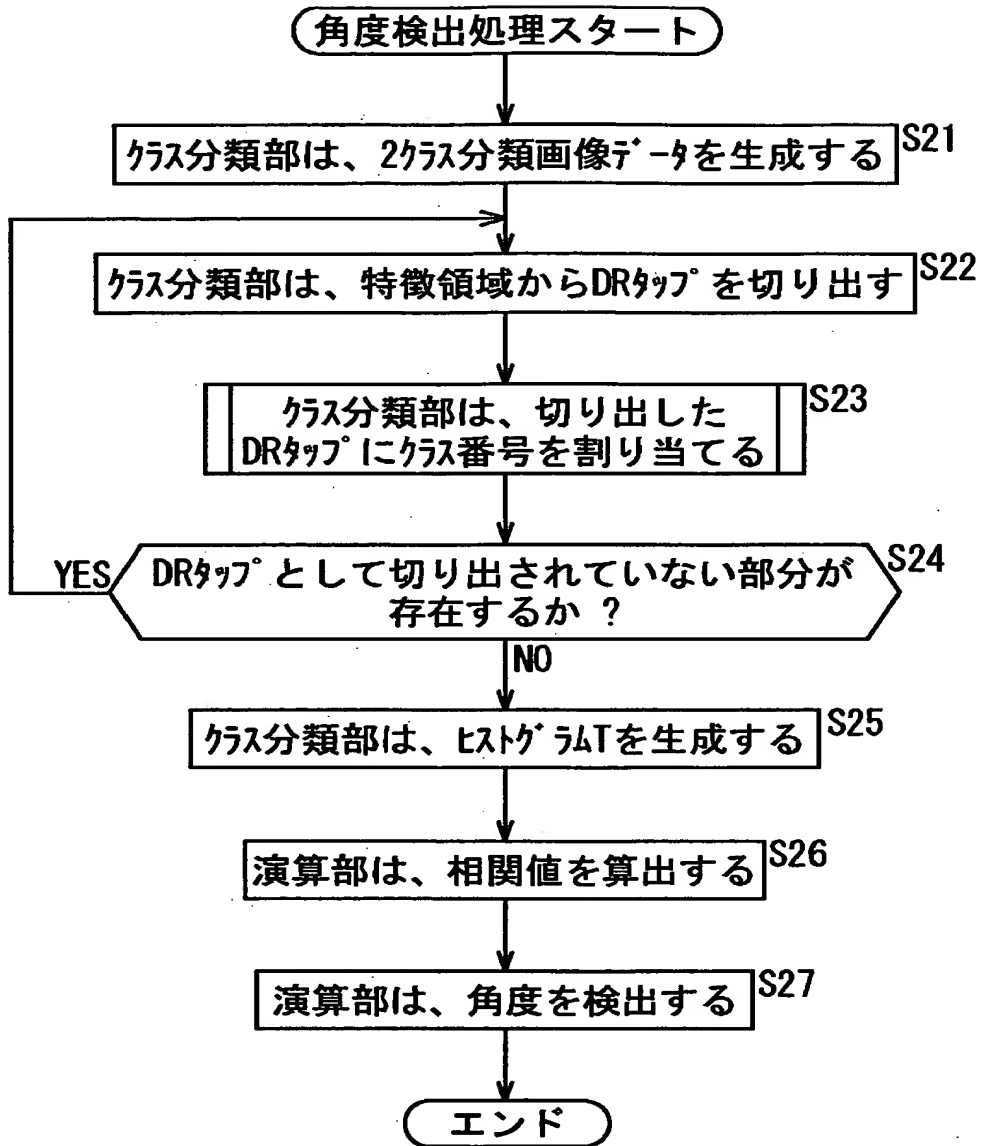 角度検出処理スタート
クラス分類部は、2クラス分類画像データを生成する
S21
クラス分類部は、特徴領域からDRタップを切り出す
S22
クラス分類部は、切り出した
DRタップにクラス番号を割り当てる
S23
DRタップとして切り出されていない部分が
存在するか ?
S24
YES
NO
クラス分類部は、ヒストグラムTを生成する
S25
演算部は、相関値を算出する
S26
演算部は、角度を検出する
S27
エンド